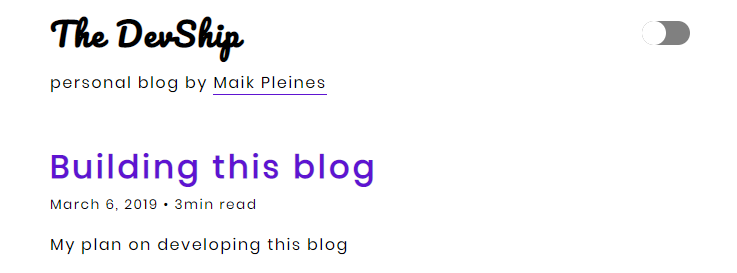 The DevShip
personal blog by Maik Pleines
Building this blog
March 6, 2019 • 3min read
My plan on developing this blog